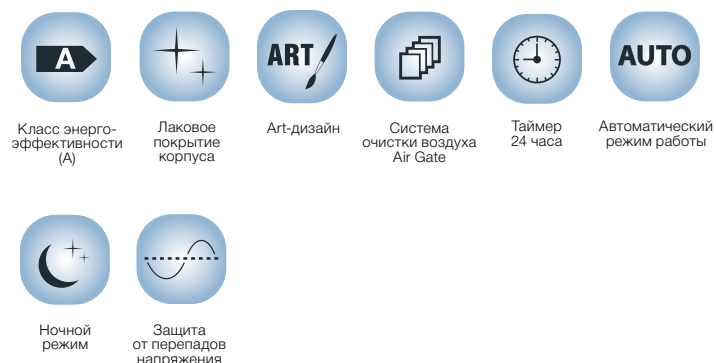 A
ART
AUTO
Класс энерго-
эффективности
(A)
Лаковое
покрытие
корпуса
Art-дизайн
Система
очистки воздуха
Air Gate
Таймер
24 часа
Автоматический
режим работы
Ночной
режим
Защита
от перепадов
напряжения